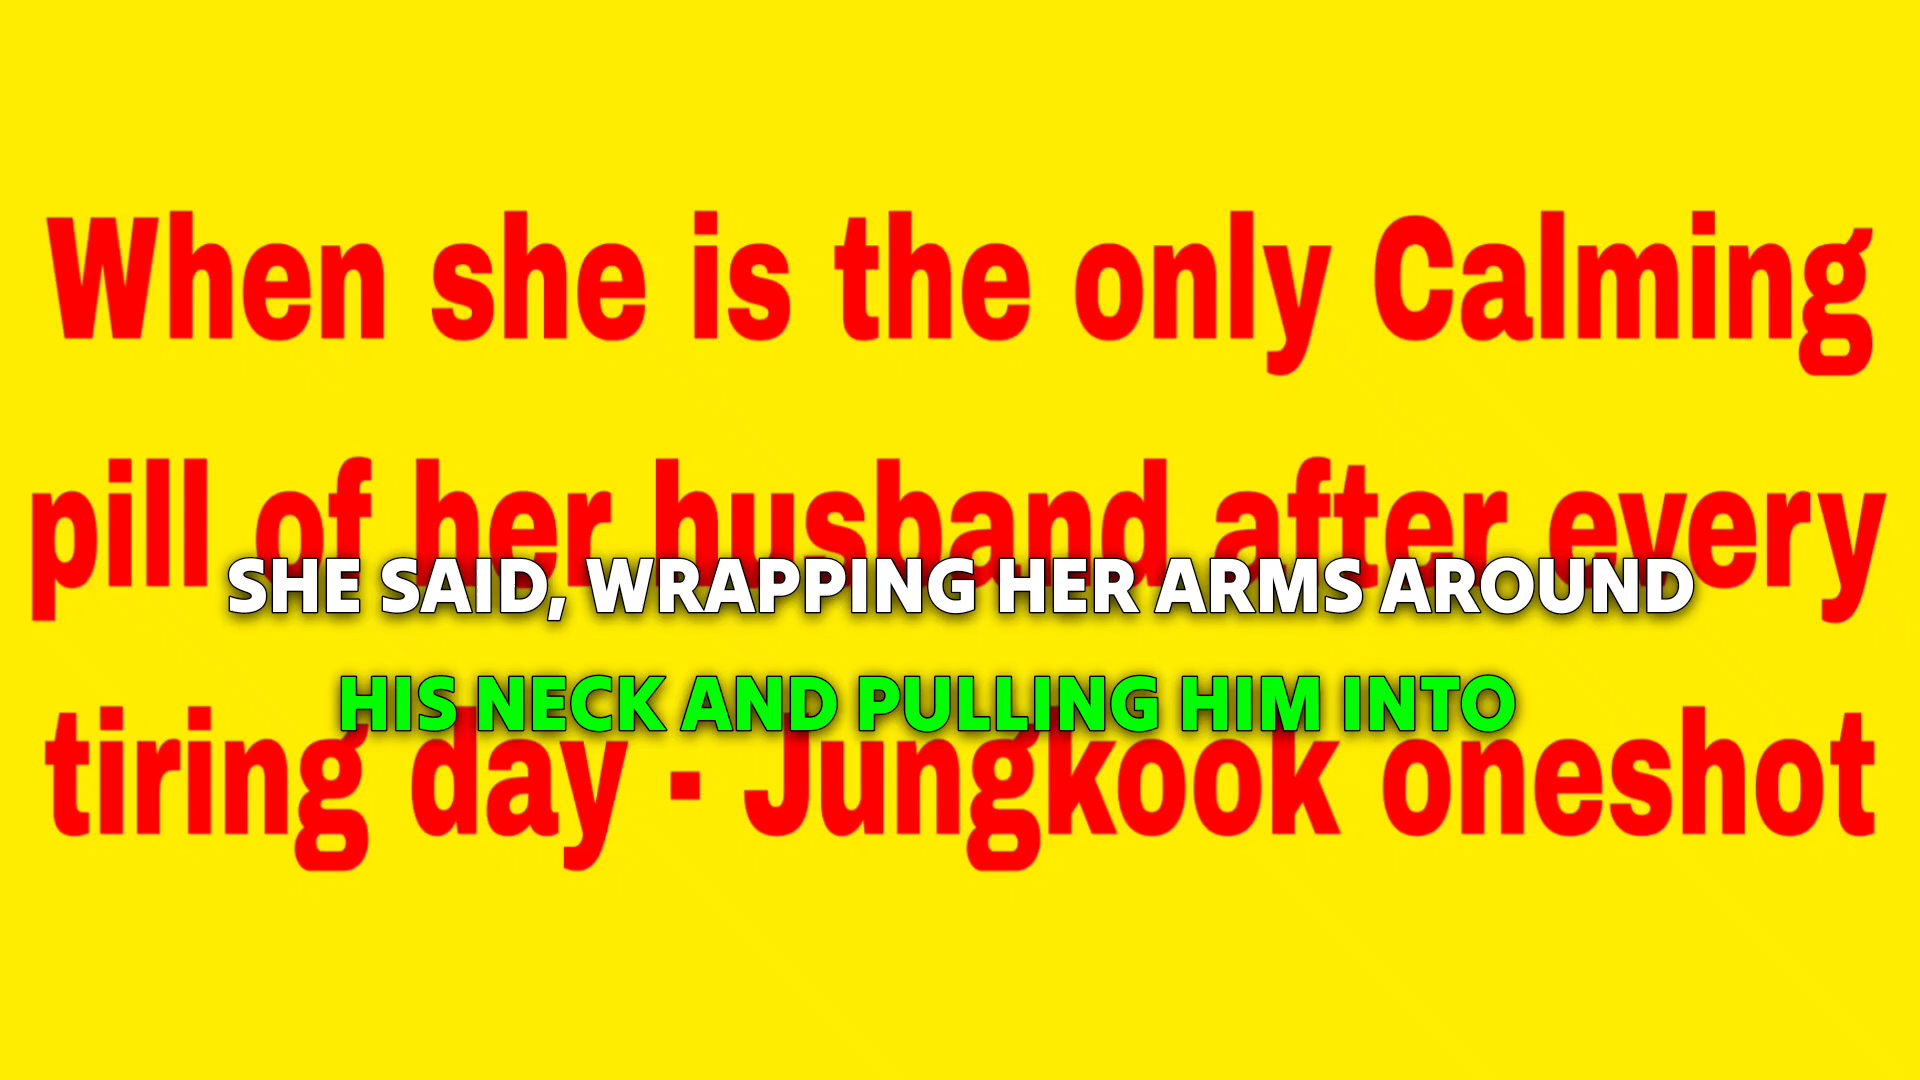 When she is the only Calming
pill of her husband after every
SHE SAID, WRAPPING HER ARMS AROUND
HIS NECK AND PULLING HIM INTO
tiring day - Jungkook oneshot